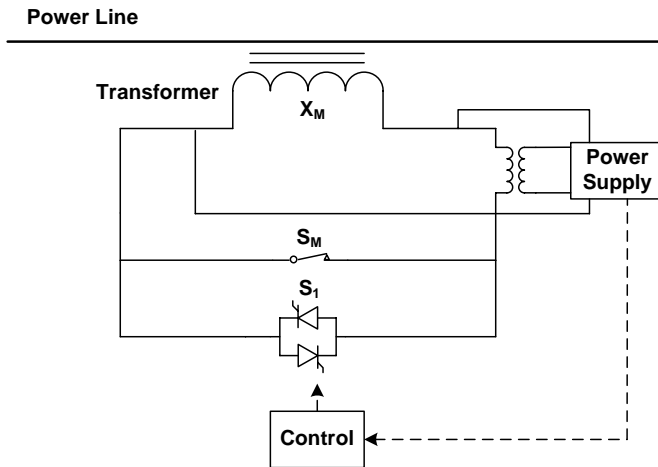 Power Line
Transformer
XM
Power
Supply
SM
S1
Control